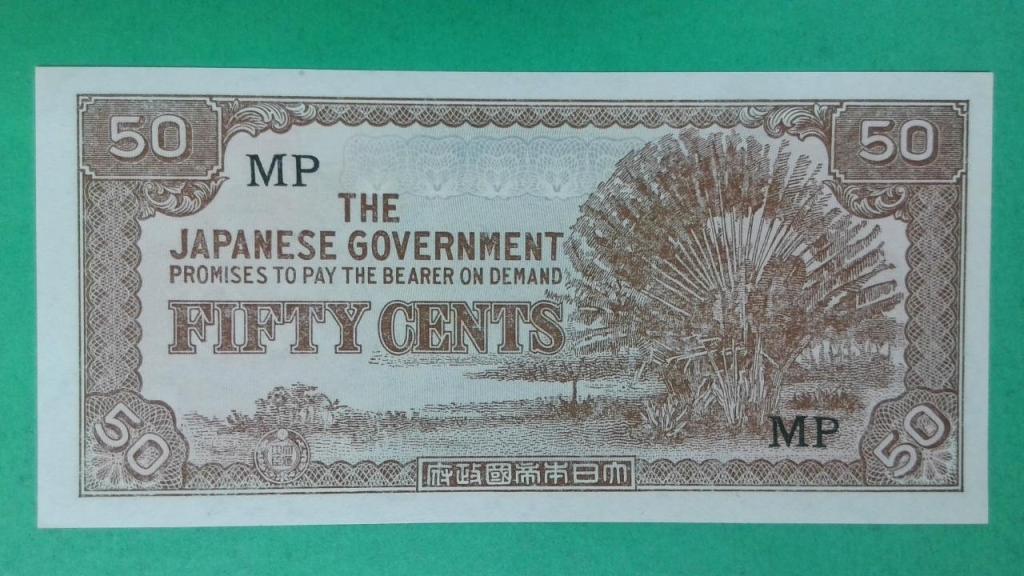 50
50
MP
THE
JAPANESE GOVERNMENT
PROMISES TO PAY THE BEARER ON DEMAND
FIFTY CENTS
MP
50
50
大日本帝國政府